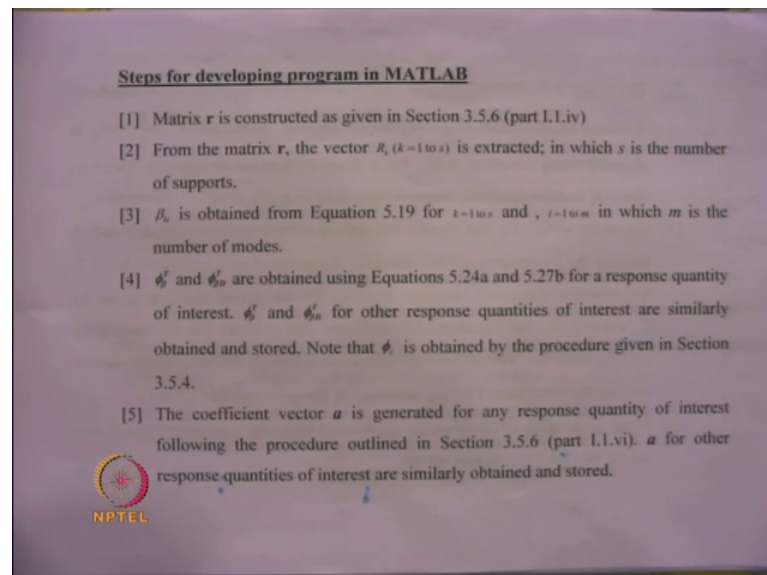 Steps for developing program in MATLAB
[1] Matrix r is constructed as given in Section 3.5.6 (part I.1.iv)
[2] From the matrix r, the vector Rₖ (k = 1 to s) is extracted; in which s is the number
of supports.
[3] βₖᵢ is obtained from Equation 5.19 for k=1 to s and , i=1 to m in which m is the
number of modes.
[4] and are obtained using Equations 5.24a and 5.27b for a response quantity
of interest. and for other response quantities of interest are similarly
obtained and stored. Note that ϕᵢ is obtained by the procedure given in Section
3.5.4.
[5] The coefficient vector a is generated for any response quantity of interest
following the procedure outlined in Section 3.5.6 (part I.1.vi). a for other
response quantities of interest are similarly obtained and stored.
NPTEL